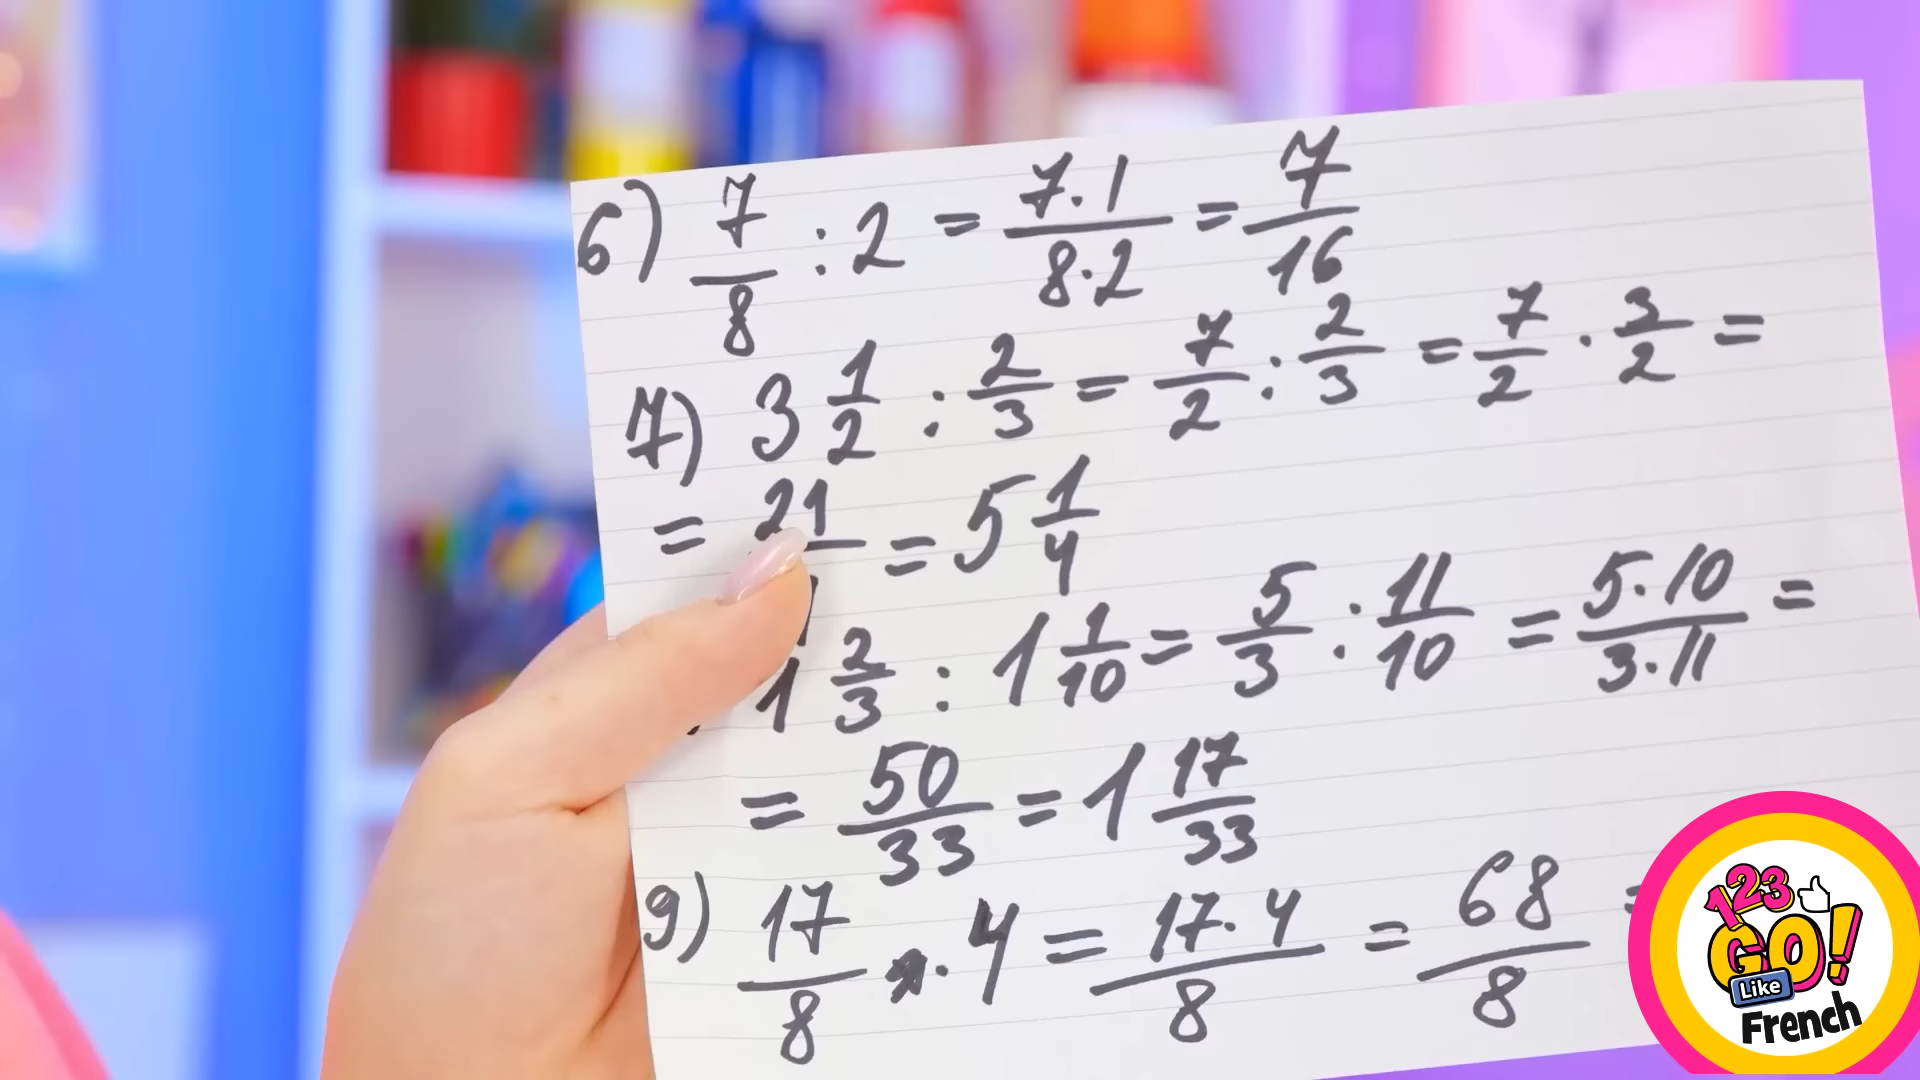 6) 7/8 : 2 = 7·1/8·2 = 7/16
7) 3 1/2 : 2/3 = 7/2 : 2/3 = 7/2 · 3/2 =
= 21/ = 5 1/4
1 2/3 : 1 1/10 = 5/3 : 11/10 = 5·10/3·11 =
= 50/33 = 1 17/33
9) 17/8 · 4 = 17·4/8 = 68/8 =
123
GO!
Like
French